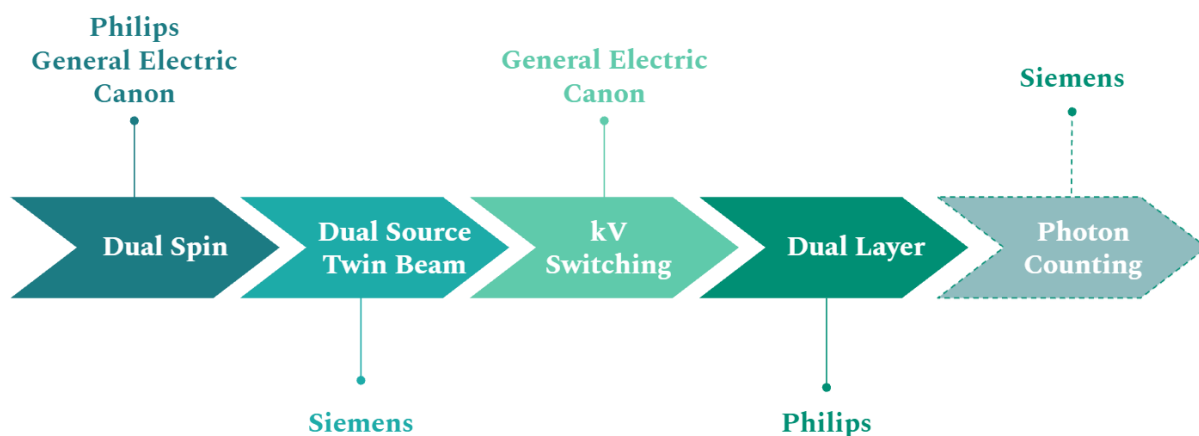 Philips
General Electric
Canon
General Electric
Canon
Siemens
Dual Spin
Dual Source
Twin Beam
kV
Switching
Dual Layer
Photon
Counting
Siemens
Philips